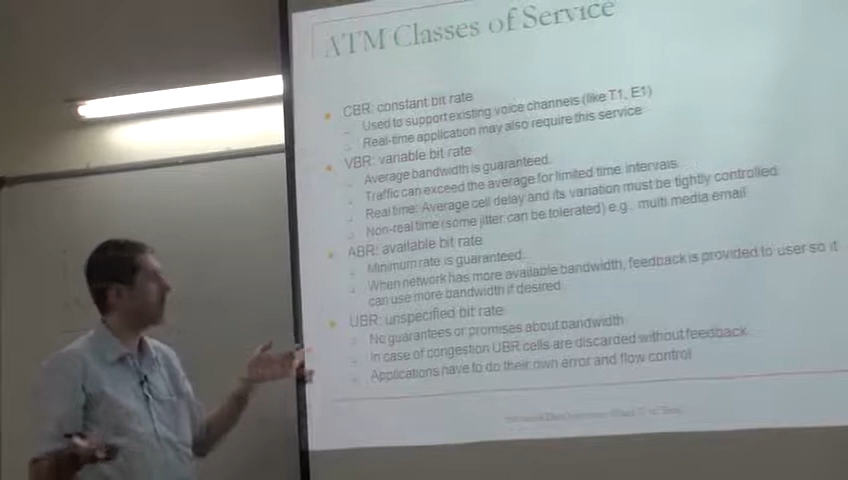 ATM Classes of Service
CBR: constant bit rate
Used to support existing voice channels (like T1, E1)
Real-time application may also require this service
VBR: variable bit rate
Average bandwidth is guaranteed.
Traffic can exceed the average for limited time intervals.
Real time: Average cell delay and its variation must be tightly controlled
Non-real time (some jitter can be tolerated) e.g., multi media email
ABR: available bit rate
Minimum rate is guaranteed.
When network has more available bandwidth, feedback is provided to user so it
can use more bandwidth if desired
UBR: unspecified bit rate
No guarantees or promises about bandwidth
In case of congestion UBR cells are discarded without feedback
Applications have to do their own error and flow control